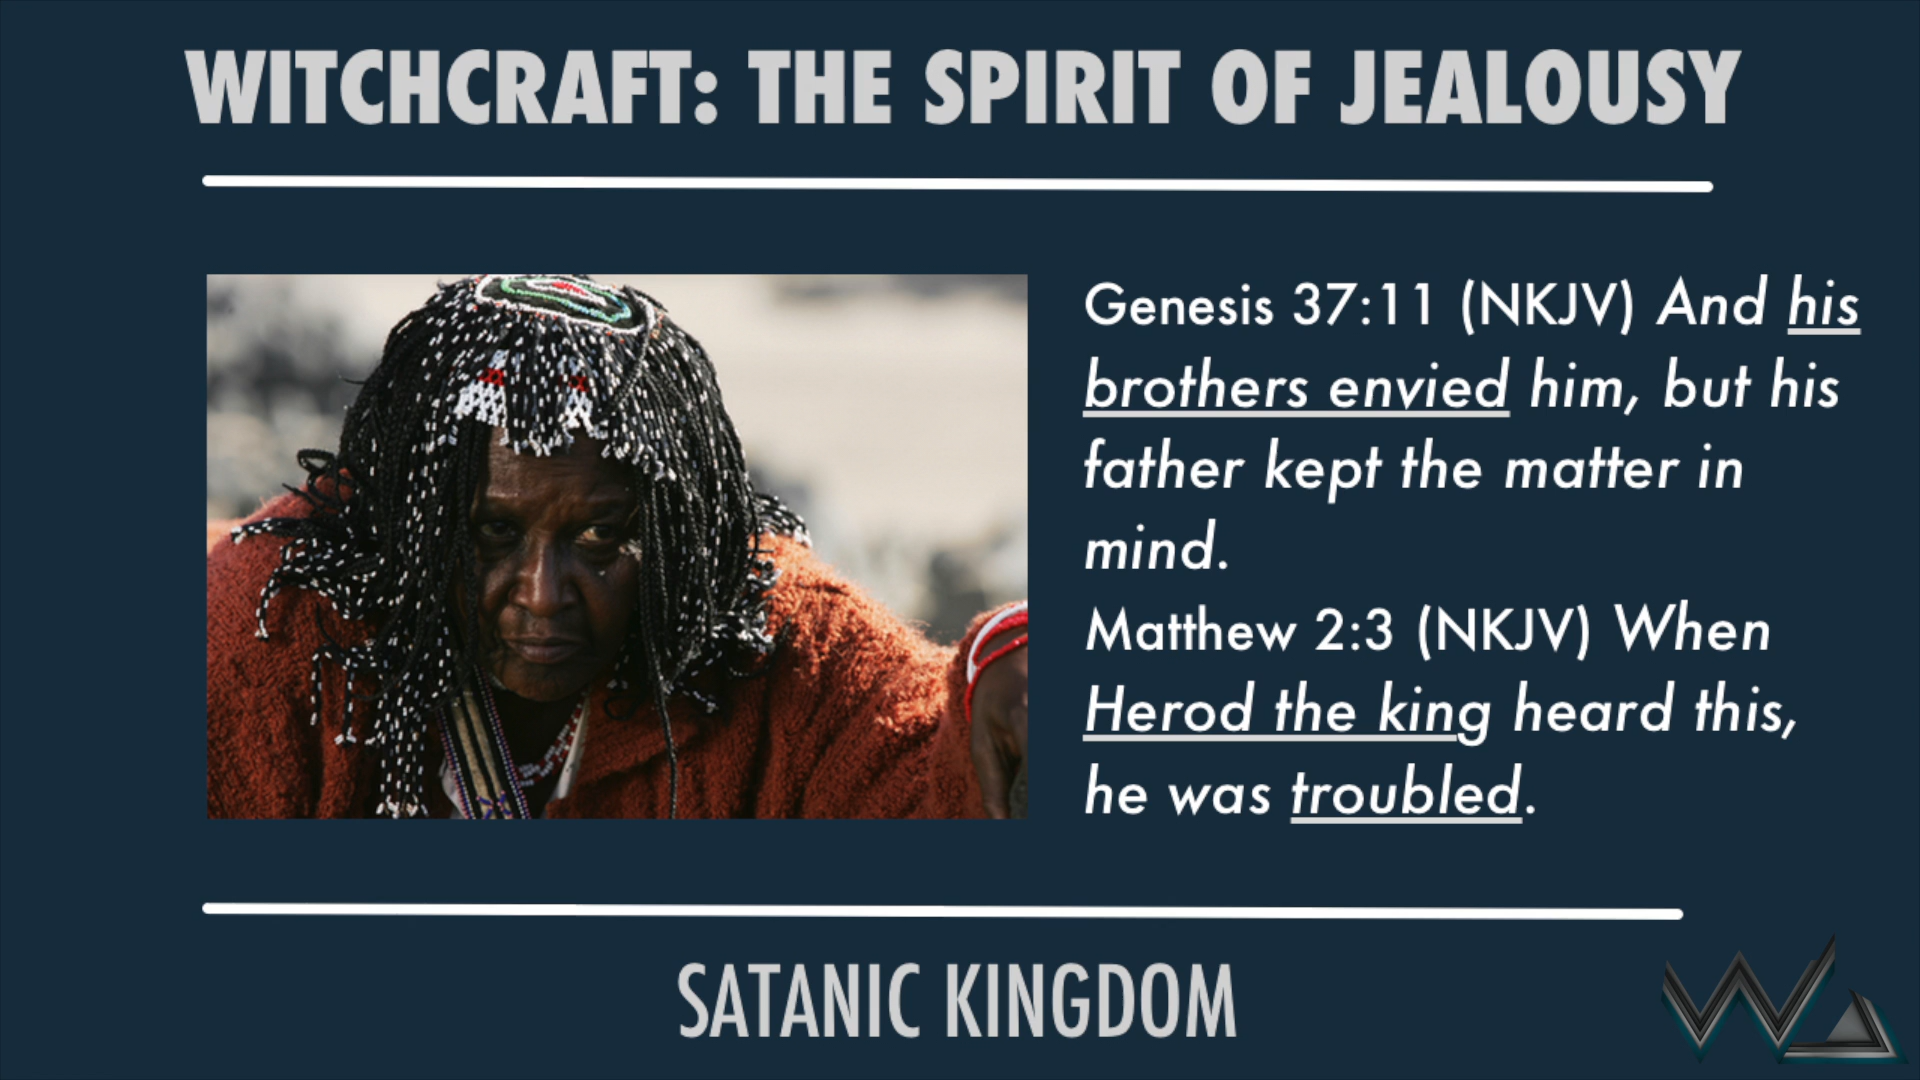 WITCHCRAFT: THE SPIRIT OF JEALOUSY
Genesis 37:11 (NKJV) And his
brothers envied him, but his
father kept the matter in
mind.
Matthew 2:3 (NKJV) When
Herod the king heard this,
he was troubled.
SATANIC KINGDOM